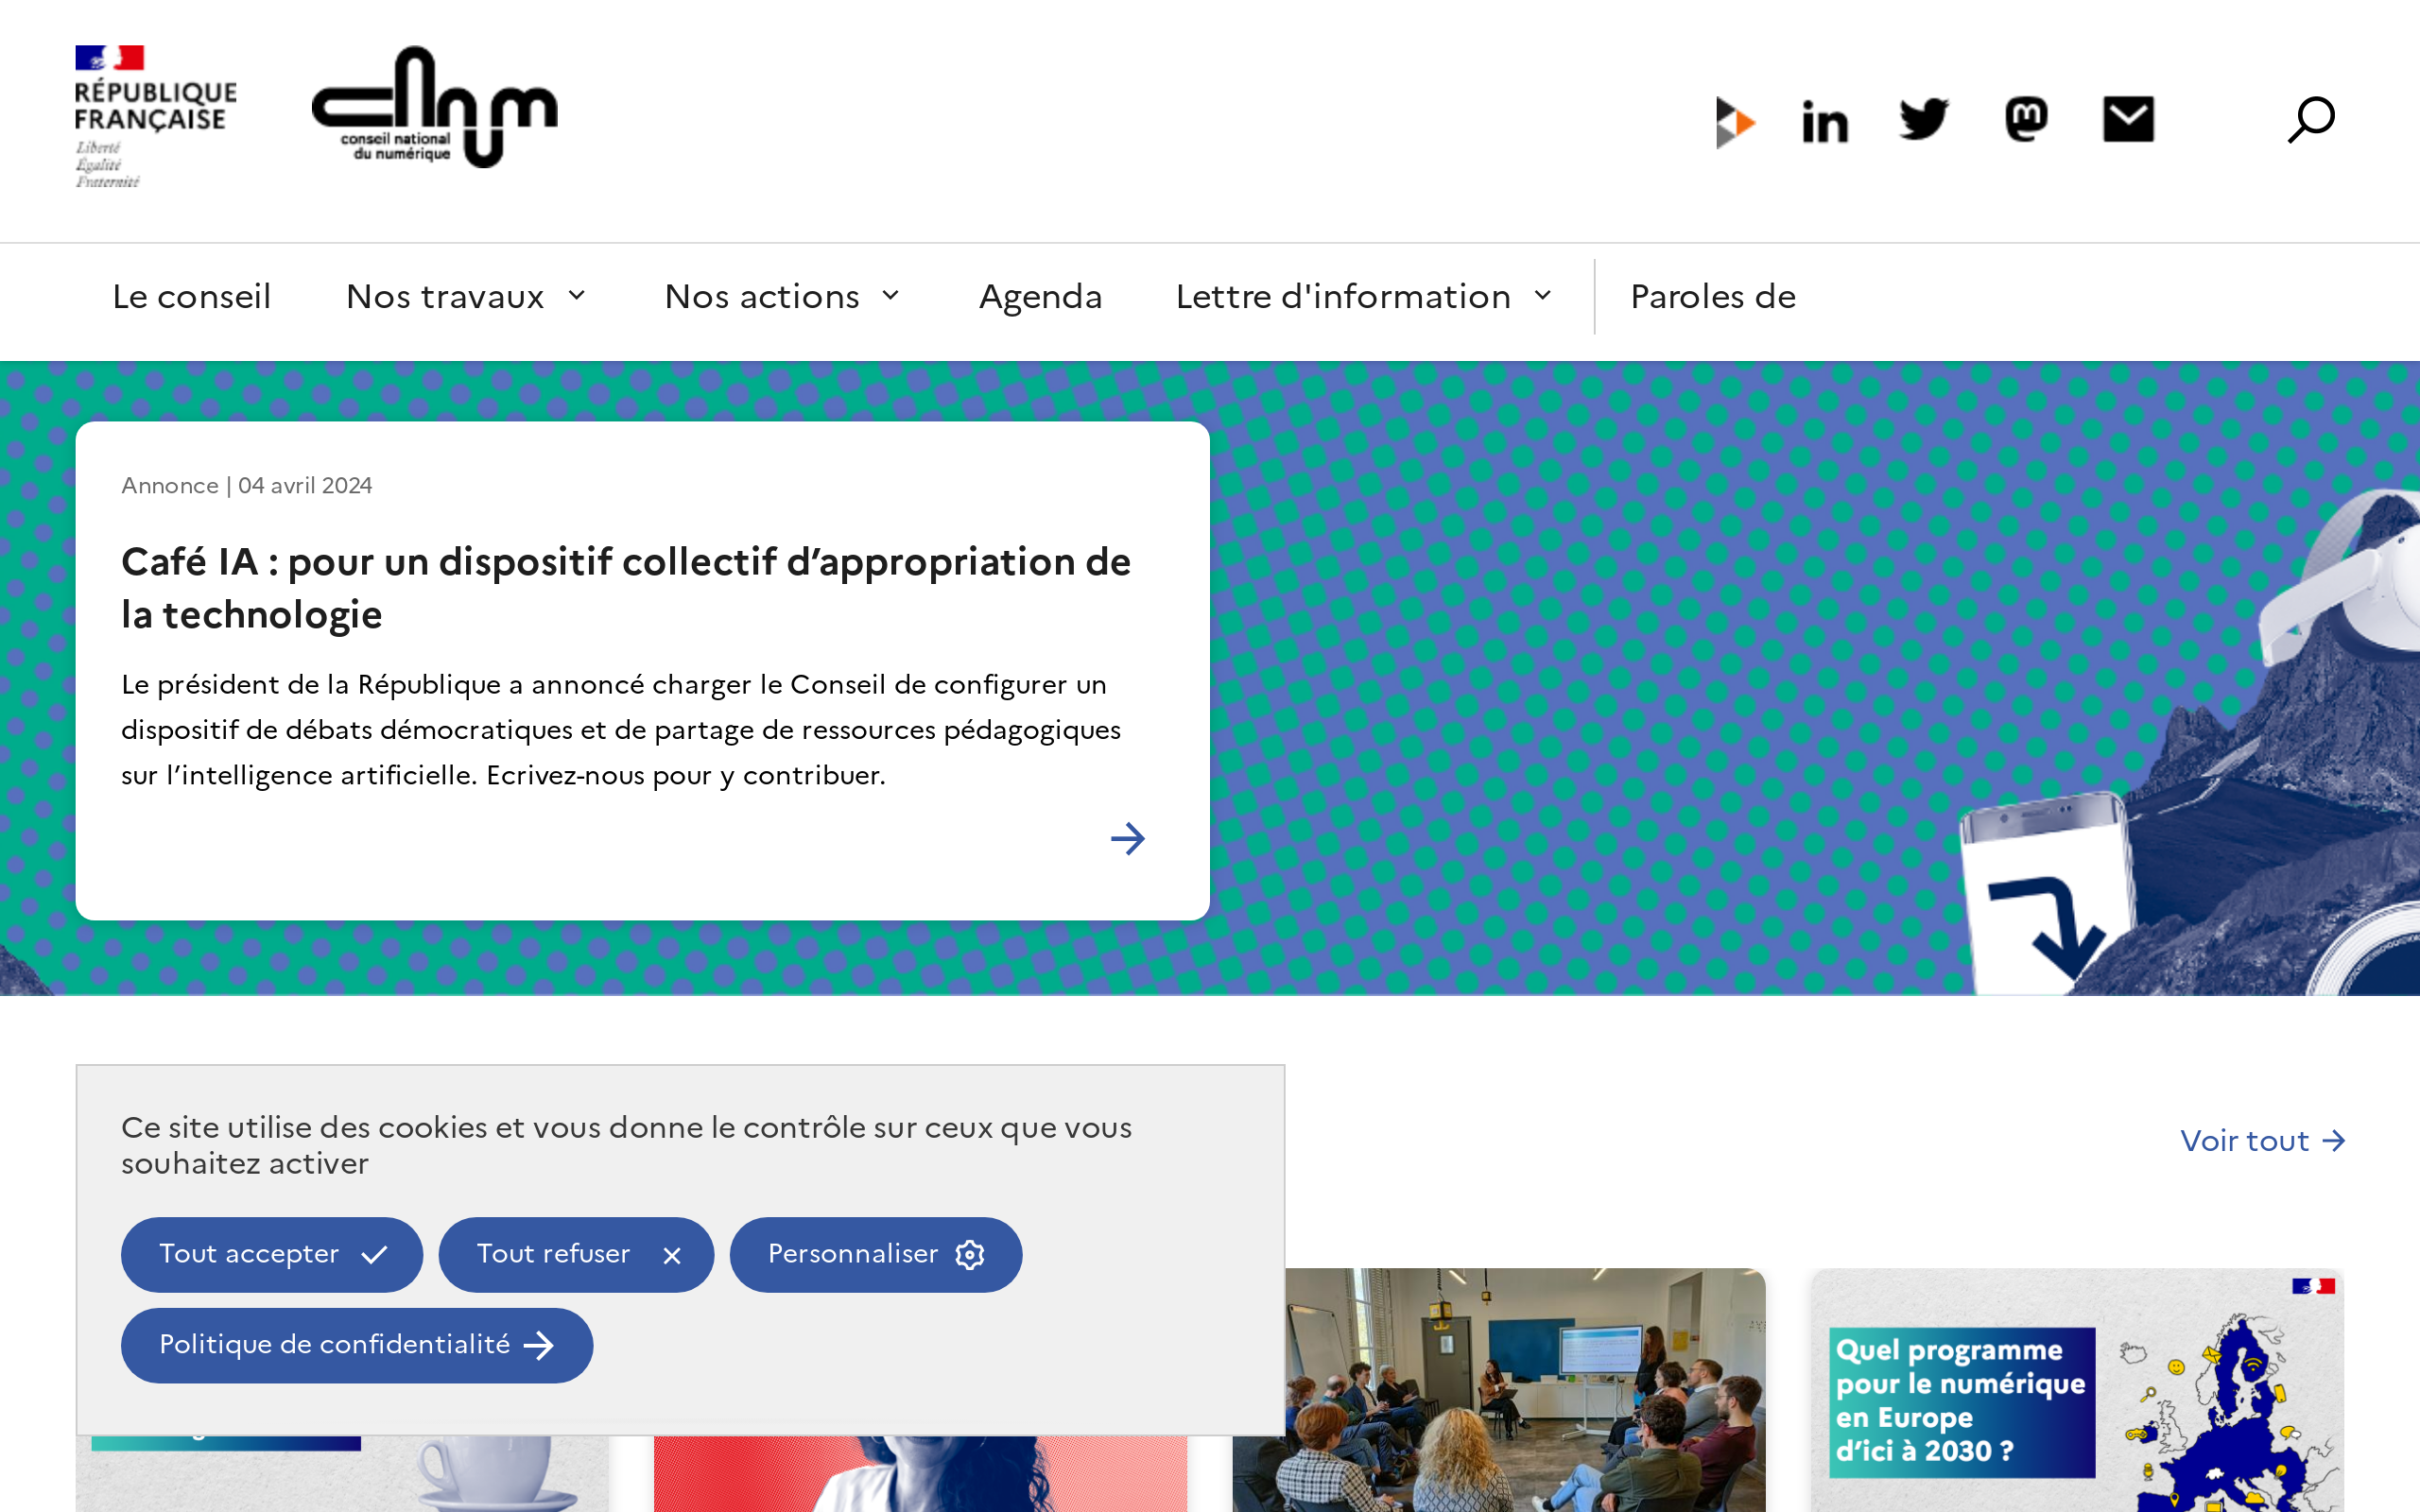 RÉPUBLIQUE
FRANÇAISE
Liberté
Égalité
Fraternité
conseil national
du numérique
Le conseil
Nos travaux
Nos actions
Agenda
Lettre d'information
Paroles de
Annonce | 04 avril 2024
Café IA : pour un dispositif collectif d’appropriation de
la technologie
Le président de la République a annoncé charger le Conseil de configurer un
dispositif de débats démocratiques et de partage de ressources pédagogiques
sur l’intelligence artificielle. Ecrivez-nous pour y contribuer.
Voir tout
Ce site utilise des cookies et vous donne le contrôle sur ceux que vous
souhaitez activer
Tout accepter
Tout refuser
Personnaliser
Politique de confidentialité
Quel programme
pour le numérique
en Europe
d’ici à 2030 ?